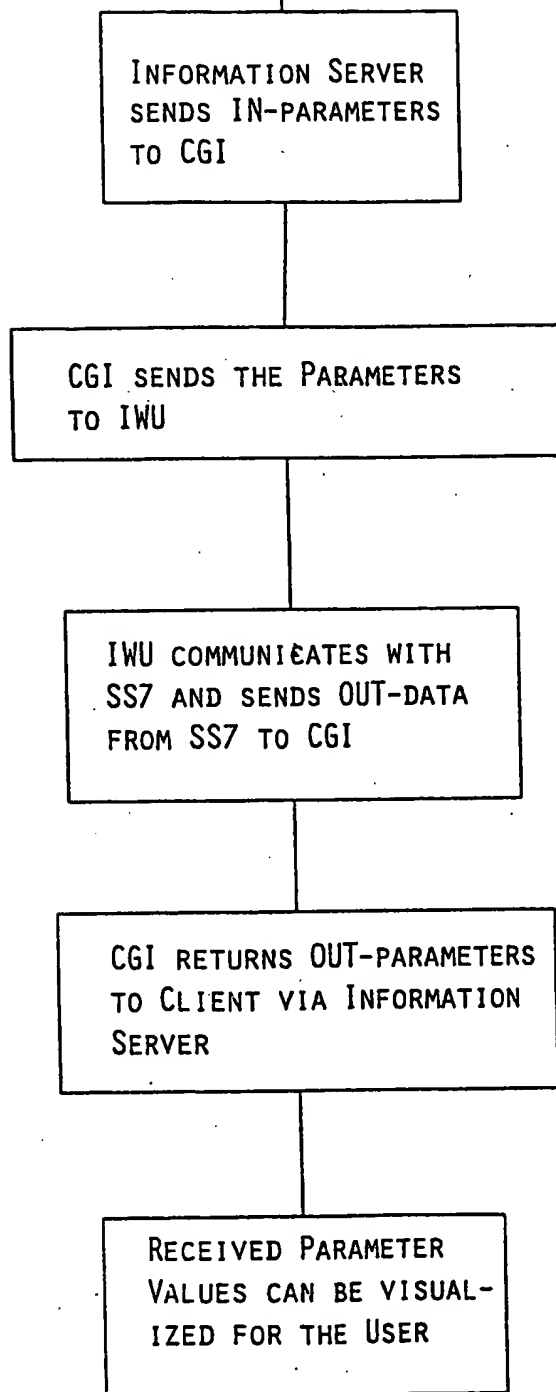 INFORMATION SERVER
SENDS IN-PARAMETERS
TO CGI
CGI SENDS THE PARAMETERS
TO IWU
IWU COMMUNICATES WITH
SS7 AND SENDS OUT-DATA
FROM SS7 TO CGI
CGI RETURNS OUT-PARAMETERS
TO CLIENT VIA INFORMATION
SERVER
RECEIVED PARAMETER
VALUES CAN BE VISUAL-
IZED FOR THE USER